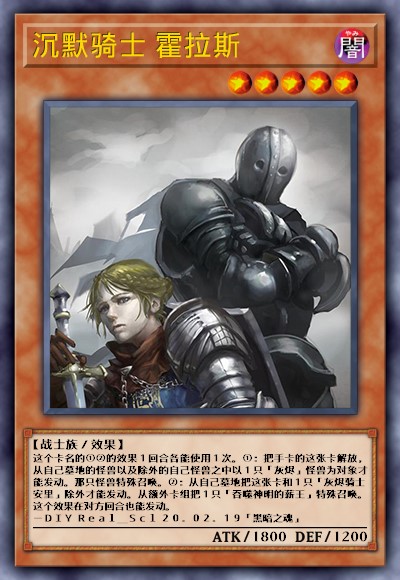 沉默骑士 霍拉斯
やみ
闇
【战士族 / 效果】
这个卡名的①②的效果1回合各能使用1次。①:把手卡的这张卡解放,
从自己墓地的怪兽以及除外的自己怪兽之中以1只「灰烬」怪兽为对象才
能发动。那只怪兽特殊召唤。②:从自己墓地把这张卡和1只「灰烬骑士
安里」除外才能发动。从额外卡组把1只「吞噬神明的薪王」特殊召唤。
这个效果在对方回合也能发动。
－DIY Real＿Scl 20.02.19「黑暗之魂」
ATK/1800 DEF/1200